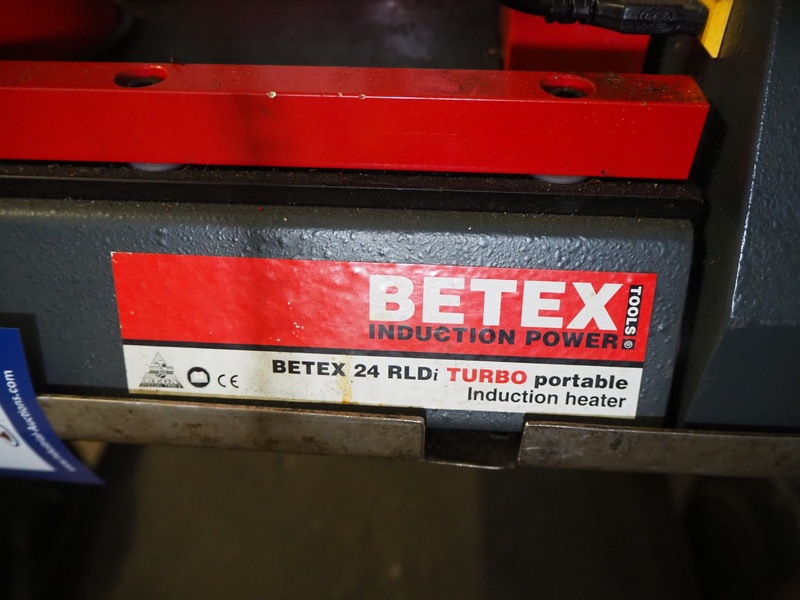 BETEX
TOOLS®
INDUCTION POWER
CE
BETEX 24 RLDi TURBO portable
Induction heater